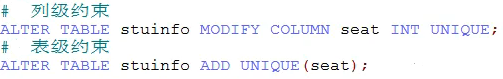 # 列级约束
ALTER TABLE stuinfo MODIFY COLUMN seat INT UNIQUE;
# 表级约束
ALTER TABLE stuinfo ADD UNIQUE(seat);